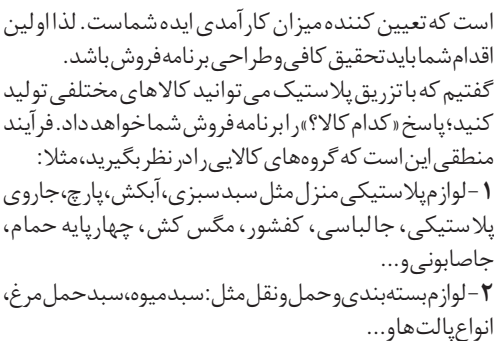 است که تعیین کننده میزان کارآمدی ایده شماست. لذا اولین
اقدام شما باید تحقیق کافی و طراحی برنامه فروش باشد.
گفتیم که با تزریق پلاستیک می توانید کالاهای مختلفی تولید
کنید؛ پاسخ «کدام کالا؟» را برنامه فروش شما خواهد داد. فرآیند
منطقی این است که گروه‌های کالایی را در نظر بگیرید، مثلا:
۱-لوازم پلاستیکی منزل مثل سبد سبزی، آبکش، پارچ، جاروی
پلاستیکی، جالباسی، کفشور، مگس کش، چهارپایه حمام،
جاصابونی و...
۲-لوازم بسته‌بندی و حمل و نقل مثل: سبد میوه، سبد حمل مرغ،
انواع پالت‌ها و...